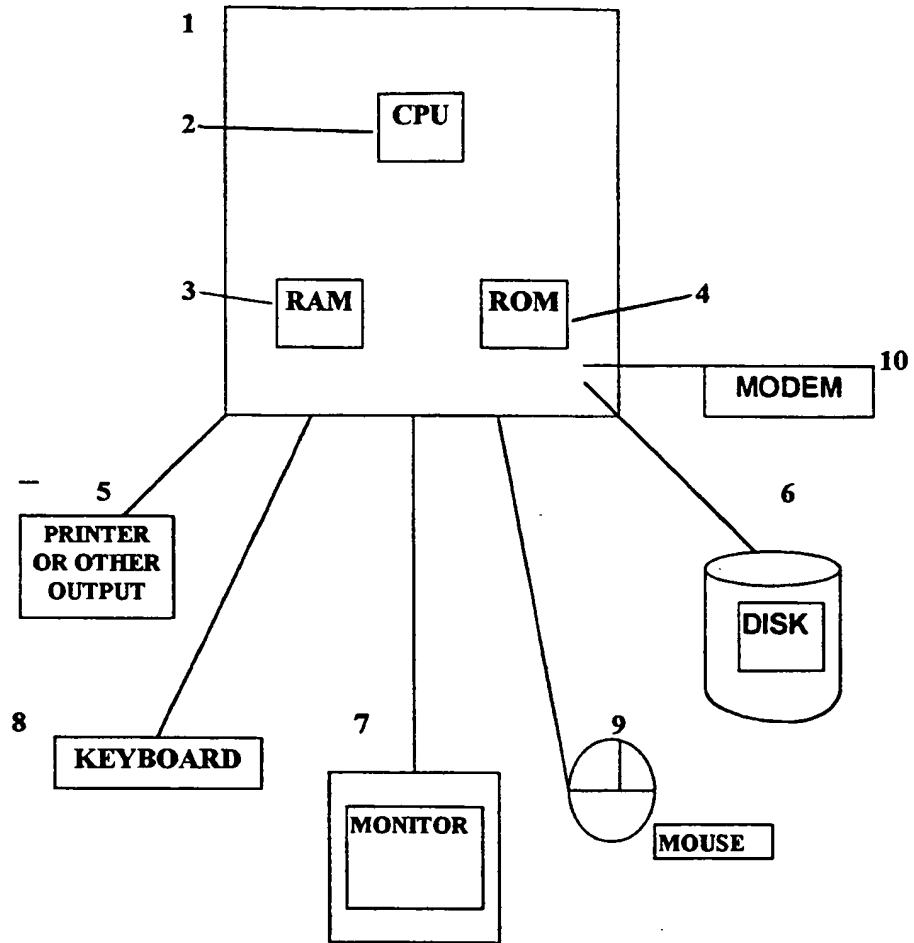 1
CPU
2
3
RAM
ROM
4
10
MODEM
5
6
PRINTER
OR OTHER
OUTPUT
DISK
8
7
9
KEYBOARD
MONITOR
MOUSE